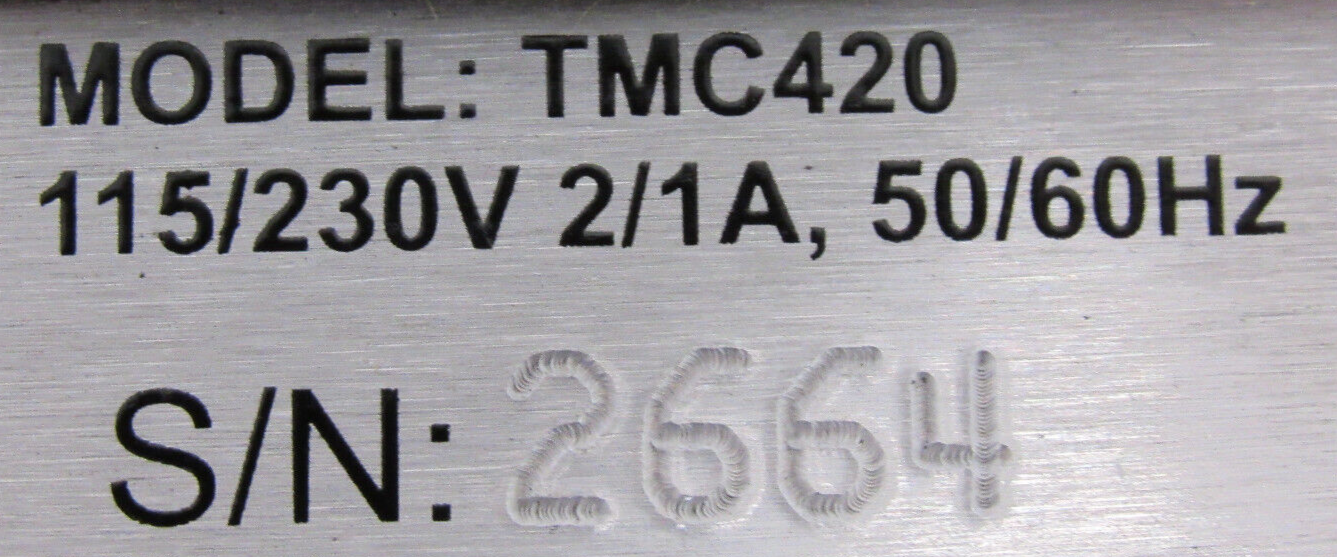 MODEL: TMC420
115/230V 2/1A, 50/60Hz
S/N: 2664